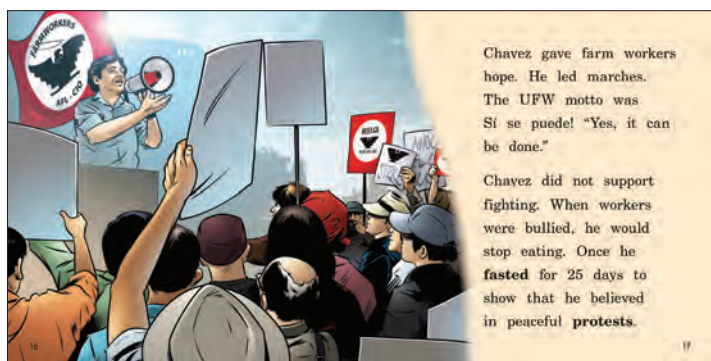 FARMWORKERS
AFL-CIO
HUELGA
Chavez gave farm workers
hope. He led marches.
The UFW motto was
Sí se puede! “Yes, it can
be done.”
Chavez did not support
fighting. When workers
were bullied, he would
stop eating. Once he
fasted for 25 days to
show that he believed
in peaceful protests.
16
17